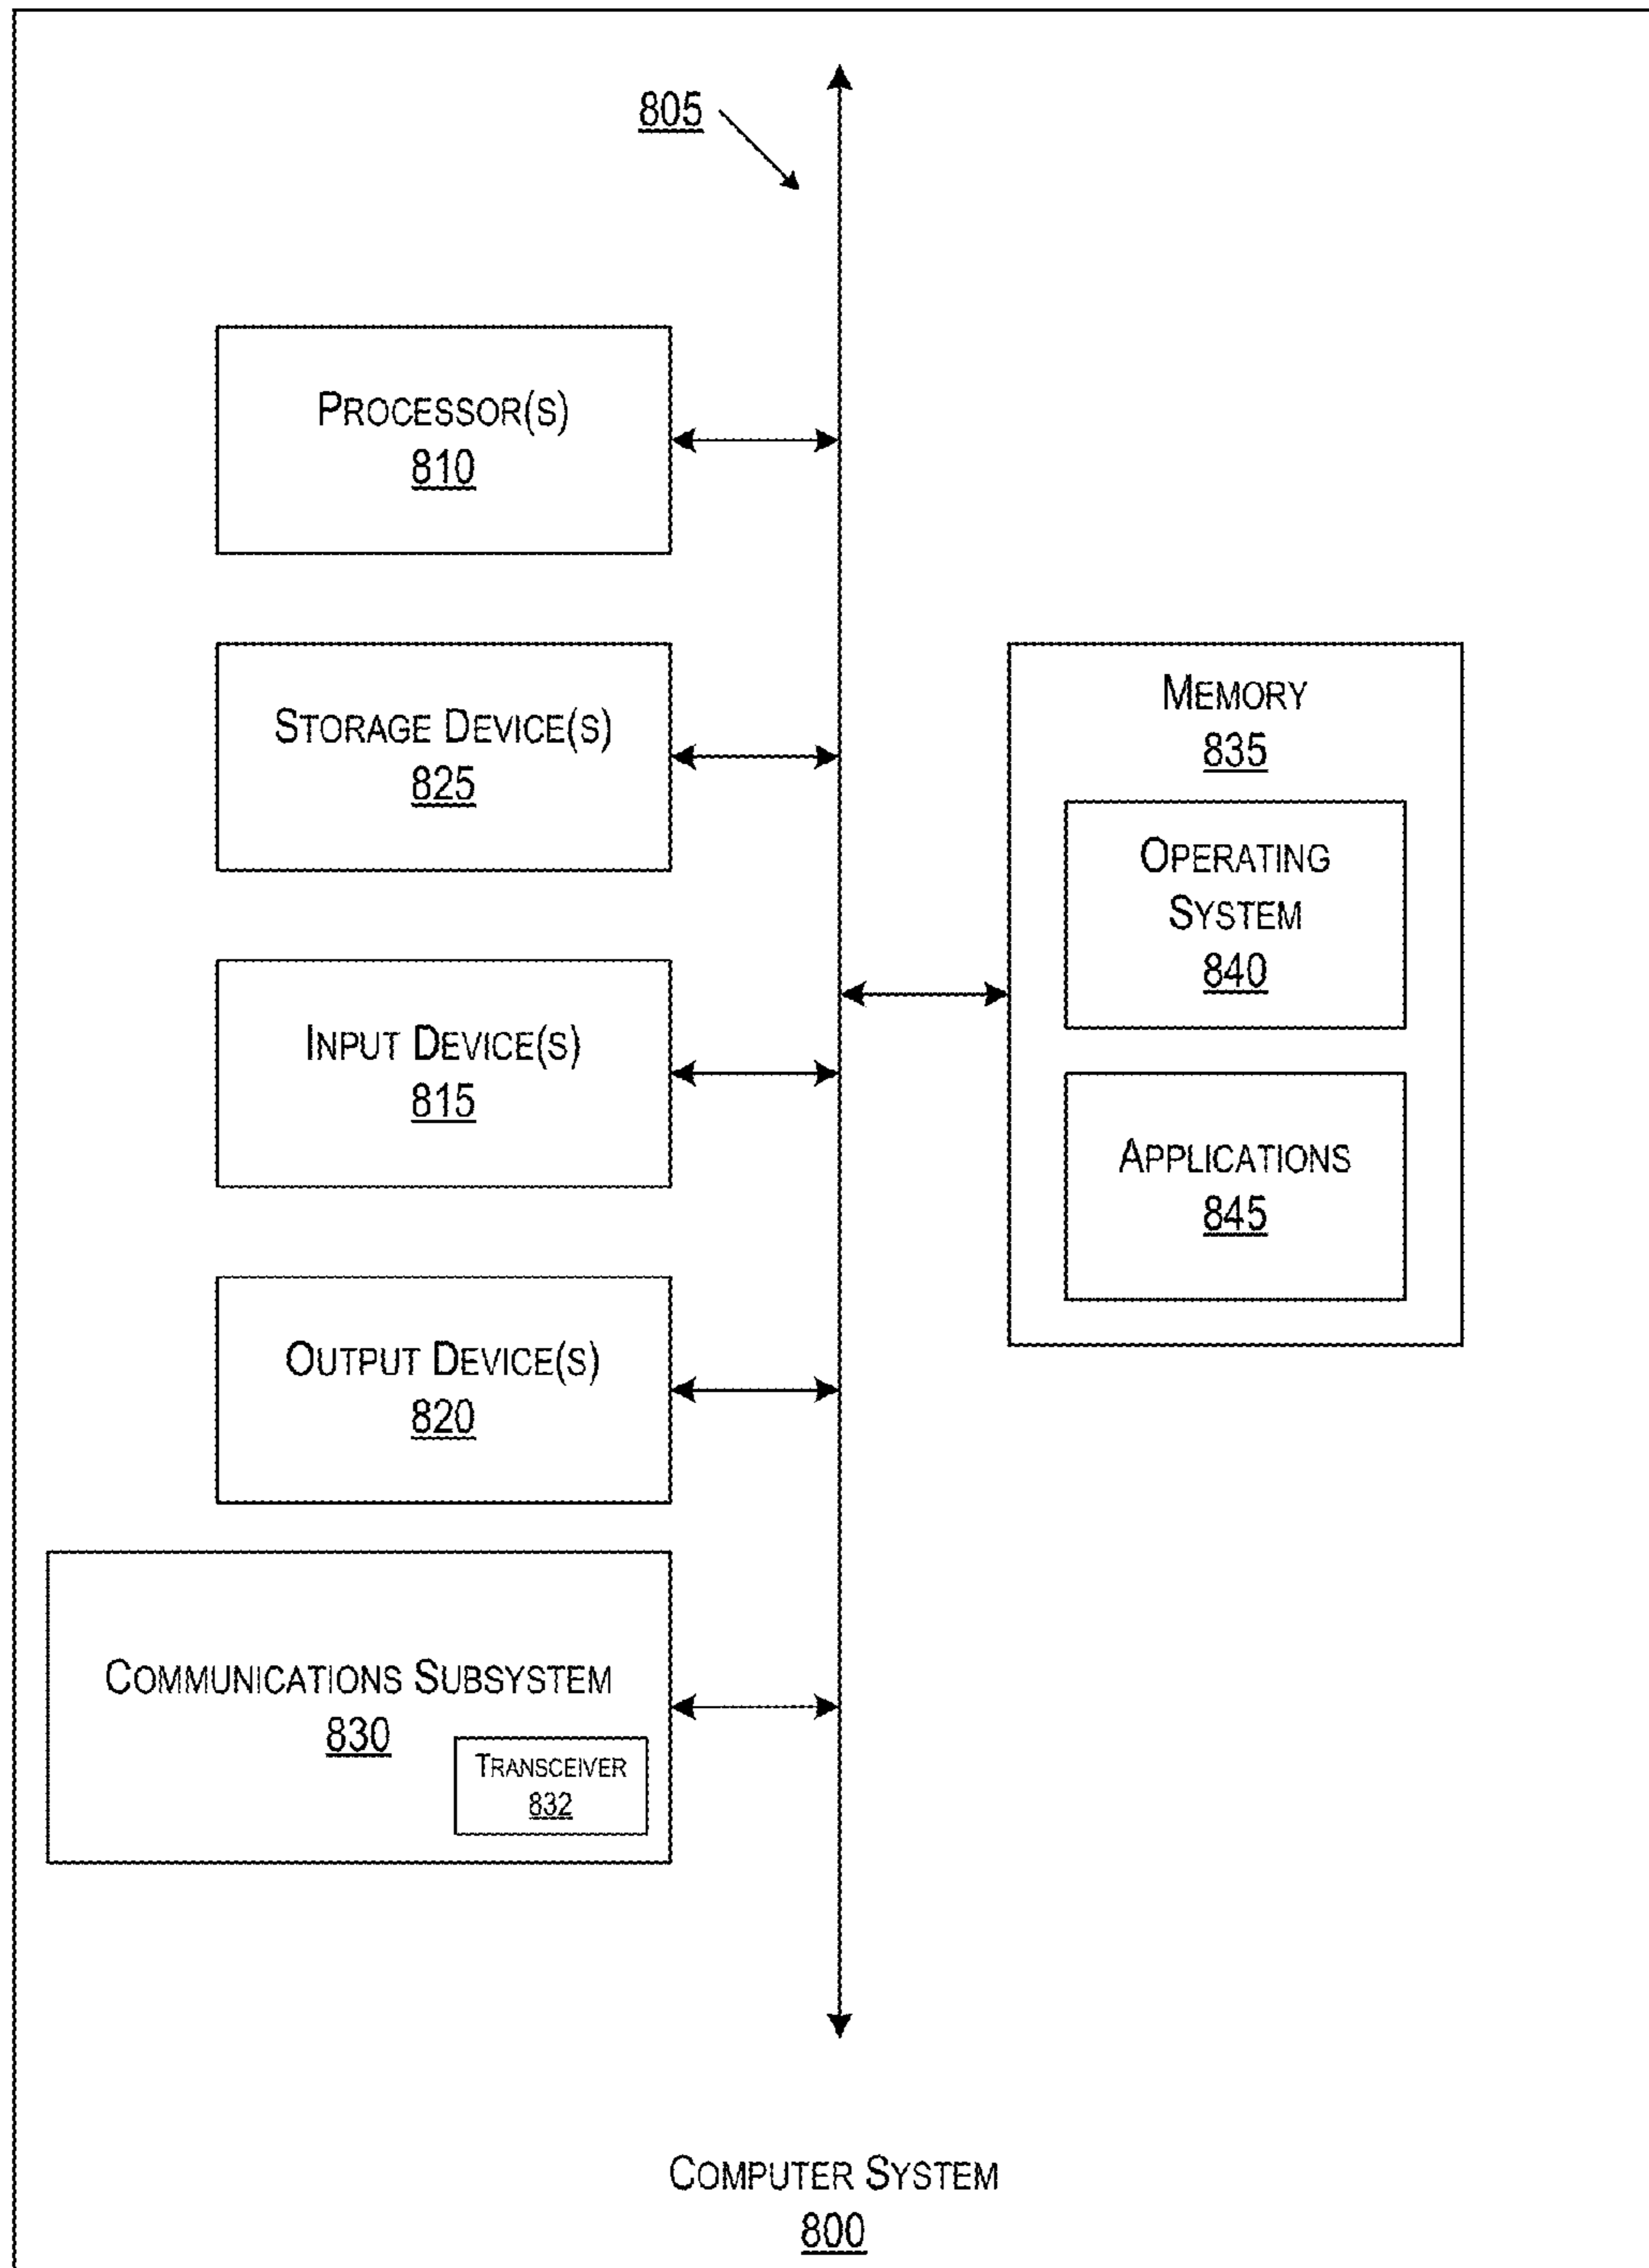 805
PROCESSOR(S)
810
STORAGE DEVICE(S)
825
INPUT DEVICE(S)
815
OUTPUT DEVICE(S)
820
COMMUNICATIONS SUBSYSTEM
830
TRANSCEIVER
832
MEMORY
835
OPERATING
SYSTEM
840
APPLICATIONS
845
COMPUTER SYSTEM
800